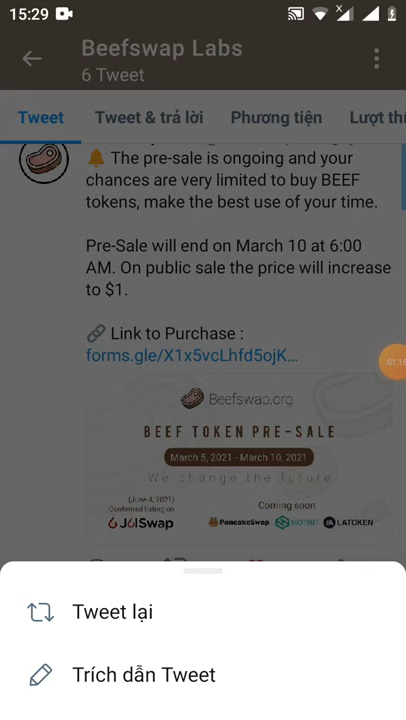 15:29
Beefswap Labs
6 Tweet
Tweet
Tweet & trả lời
Phương tiện
Lượt thí
🔔 The pre-sale is ongoing and your
chances are very limited to buy BEEF
tokens, make the best use of your time.
Pre-Sale will end on March 10 at 6:00
AM. On public sale the price will increase
to $1.
🔗 Link to Purchase :
forms.gle/X1x5vcLhfd5ojK…
01:15
Beefswap.org
BEEF TOKEN PRE-SALE
March 5, 2021 - March 10, 2021
We change the future.
(June 4, 2021)
Confirmed listing on
JulSwap
Coming soon
PancakeSwap
HOTBIT
LATOKEN
Tweet lại
Trích dẫn Tweet